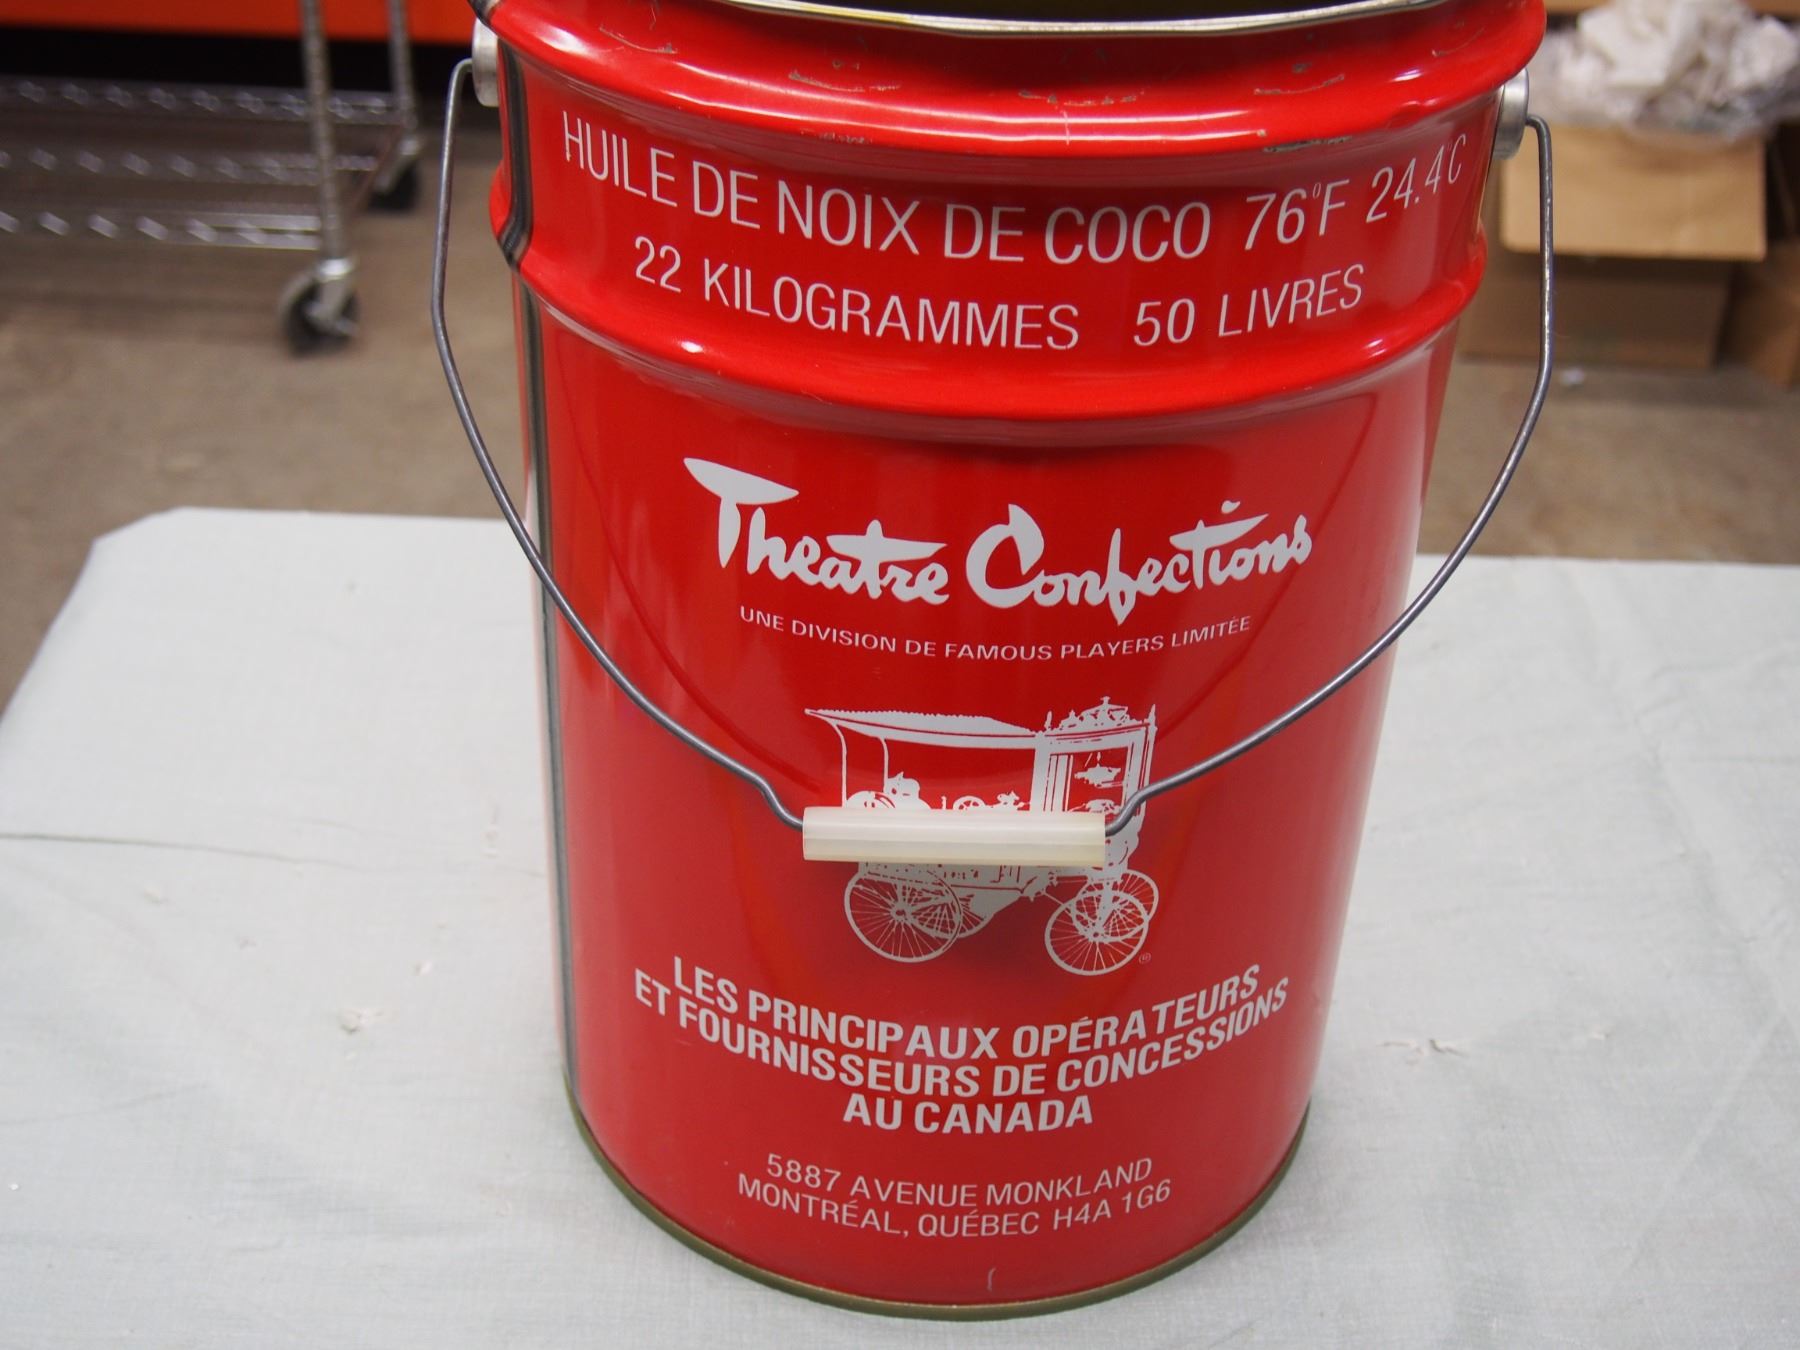 HUILE DE NOIX DE COCO 76°F 24.4°C
22 KILOGRAMMES 50 LIVRES
Theatre Confections
UNE DIVISION DE FAMOUS PLAYERS LIMITÉE
®
LES PRINCIPAUX OPÉRATEURS
ET FOURNISSEURS DE CONCESSIONS
AU CANADA
5887 AVENUE MONKLAND
MONTRÉAL, QUÉBEC H4A 1G6